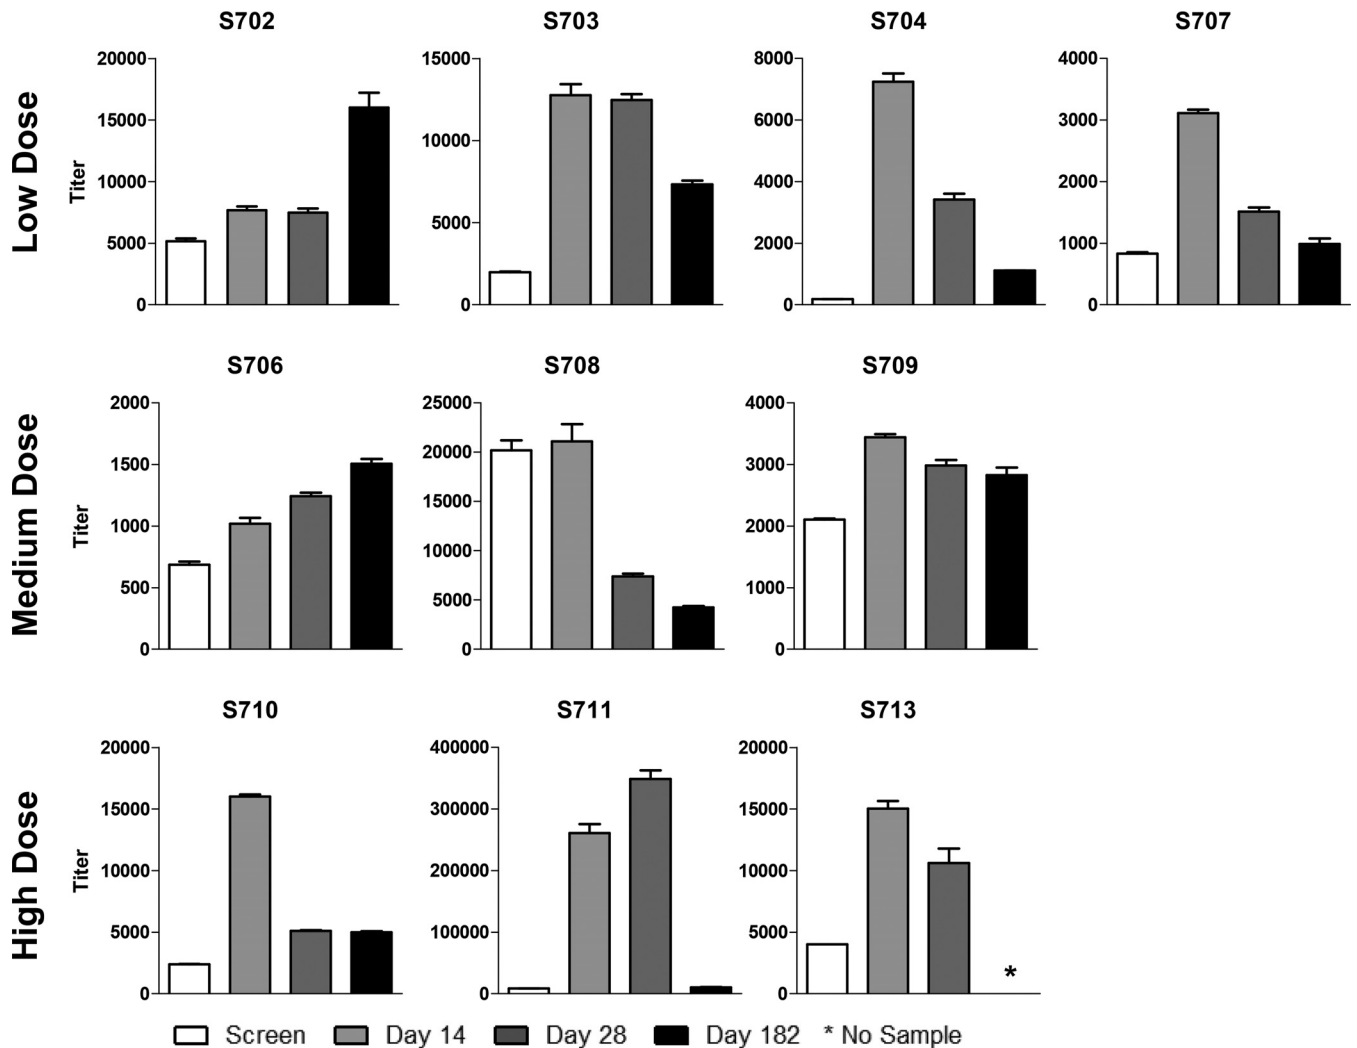 S702 S703 S704 S707
Low Dose
Titer
20000 15000 8000 4000
15000 10000 6000 3000
10000 5000 4000 2000
5000 0 2000 1000
0 0 0
S706 S708 S709
Medium Dose
Titer
2000 25000 4000
1500 20000 3000
1000 15000 2000
500 10000 1000
0 5000 0
0
S710 S711 S713
High Dose
Titer
20000 400000 20000
15000 300000 15000
10000 200000 10000
5000 100000 5000
0 0 0
*
Screen Day 14 Day 28 Day 182 * No Sample